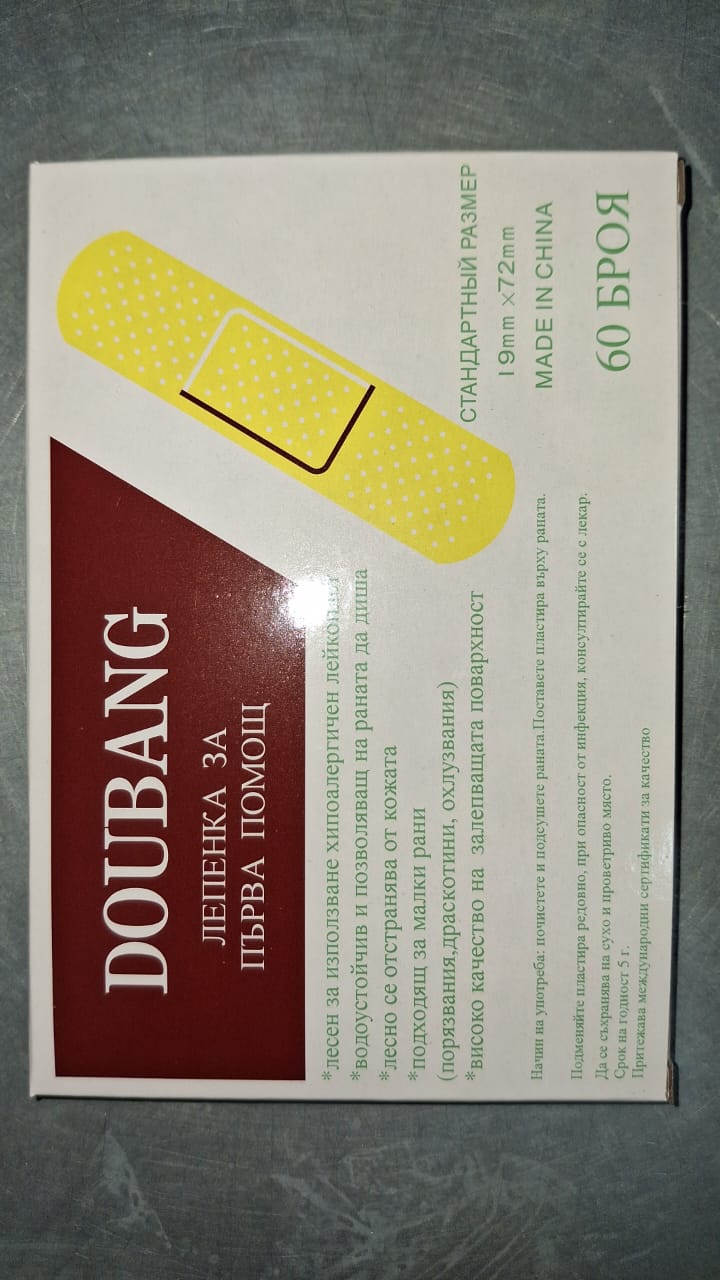 DOUBANG
ЛЕПЕНКА ЗА
ПЪРВА ПОМОЩ
*лесен за използване хипоалергичен
*водоустойчив и позволяващ на раната да диша
*лесно се отстранява от кожата
*подходящ за малки рани
(порязвания,драскотини, охлузвания)
*високо качество на залепващата повархност
СТАНДАРТНЫЙ РАЗМЕР
19mm ×72mm
MADE IN CHINA
60 БРОЯ
Начин на употреба: почистете и подсушете раната.Поставете пластира върху раната.
Подменяйте пластира редовно, при опасност от инфекция, консултирайте се с лекар.
Да се съхранява на сухо и проветриво място.
Срок на годност 5 г.
Притежава международни сертификати за качество